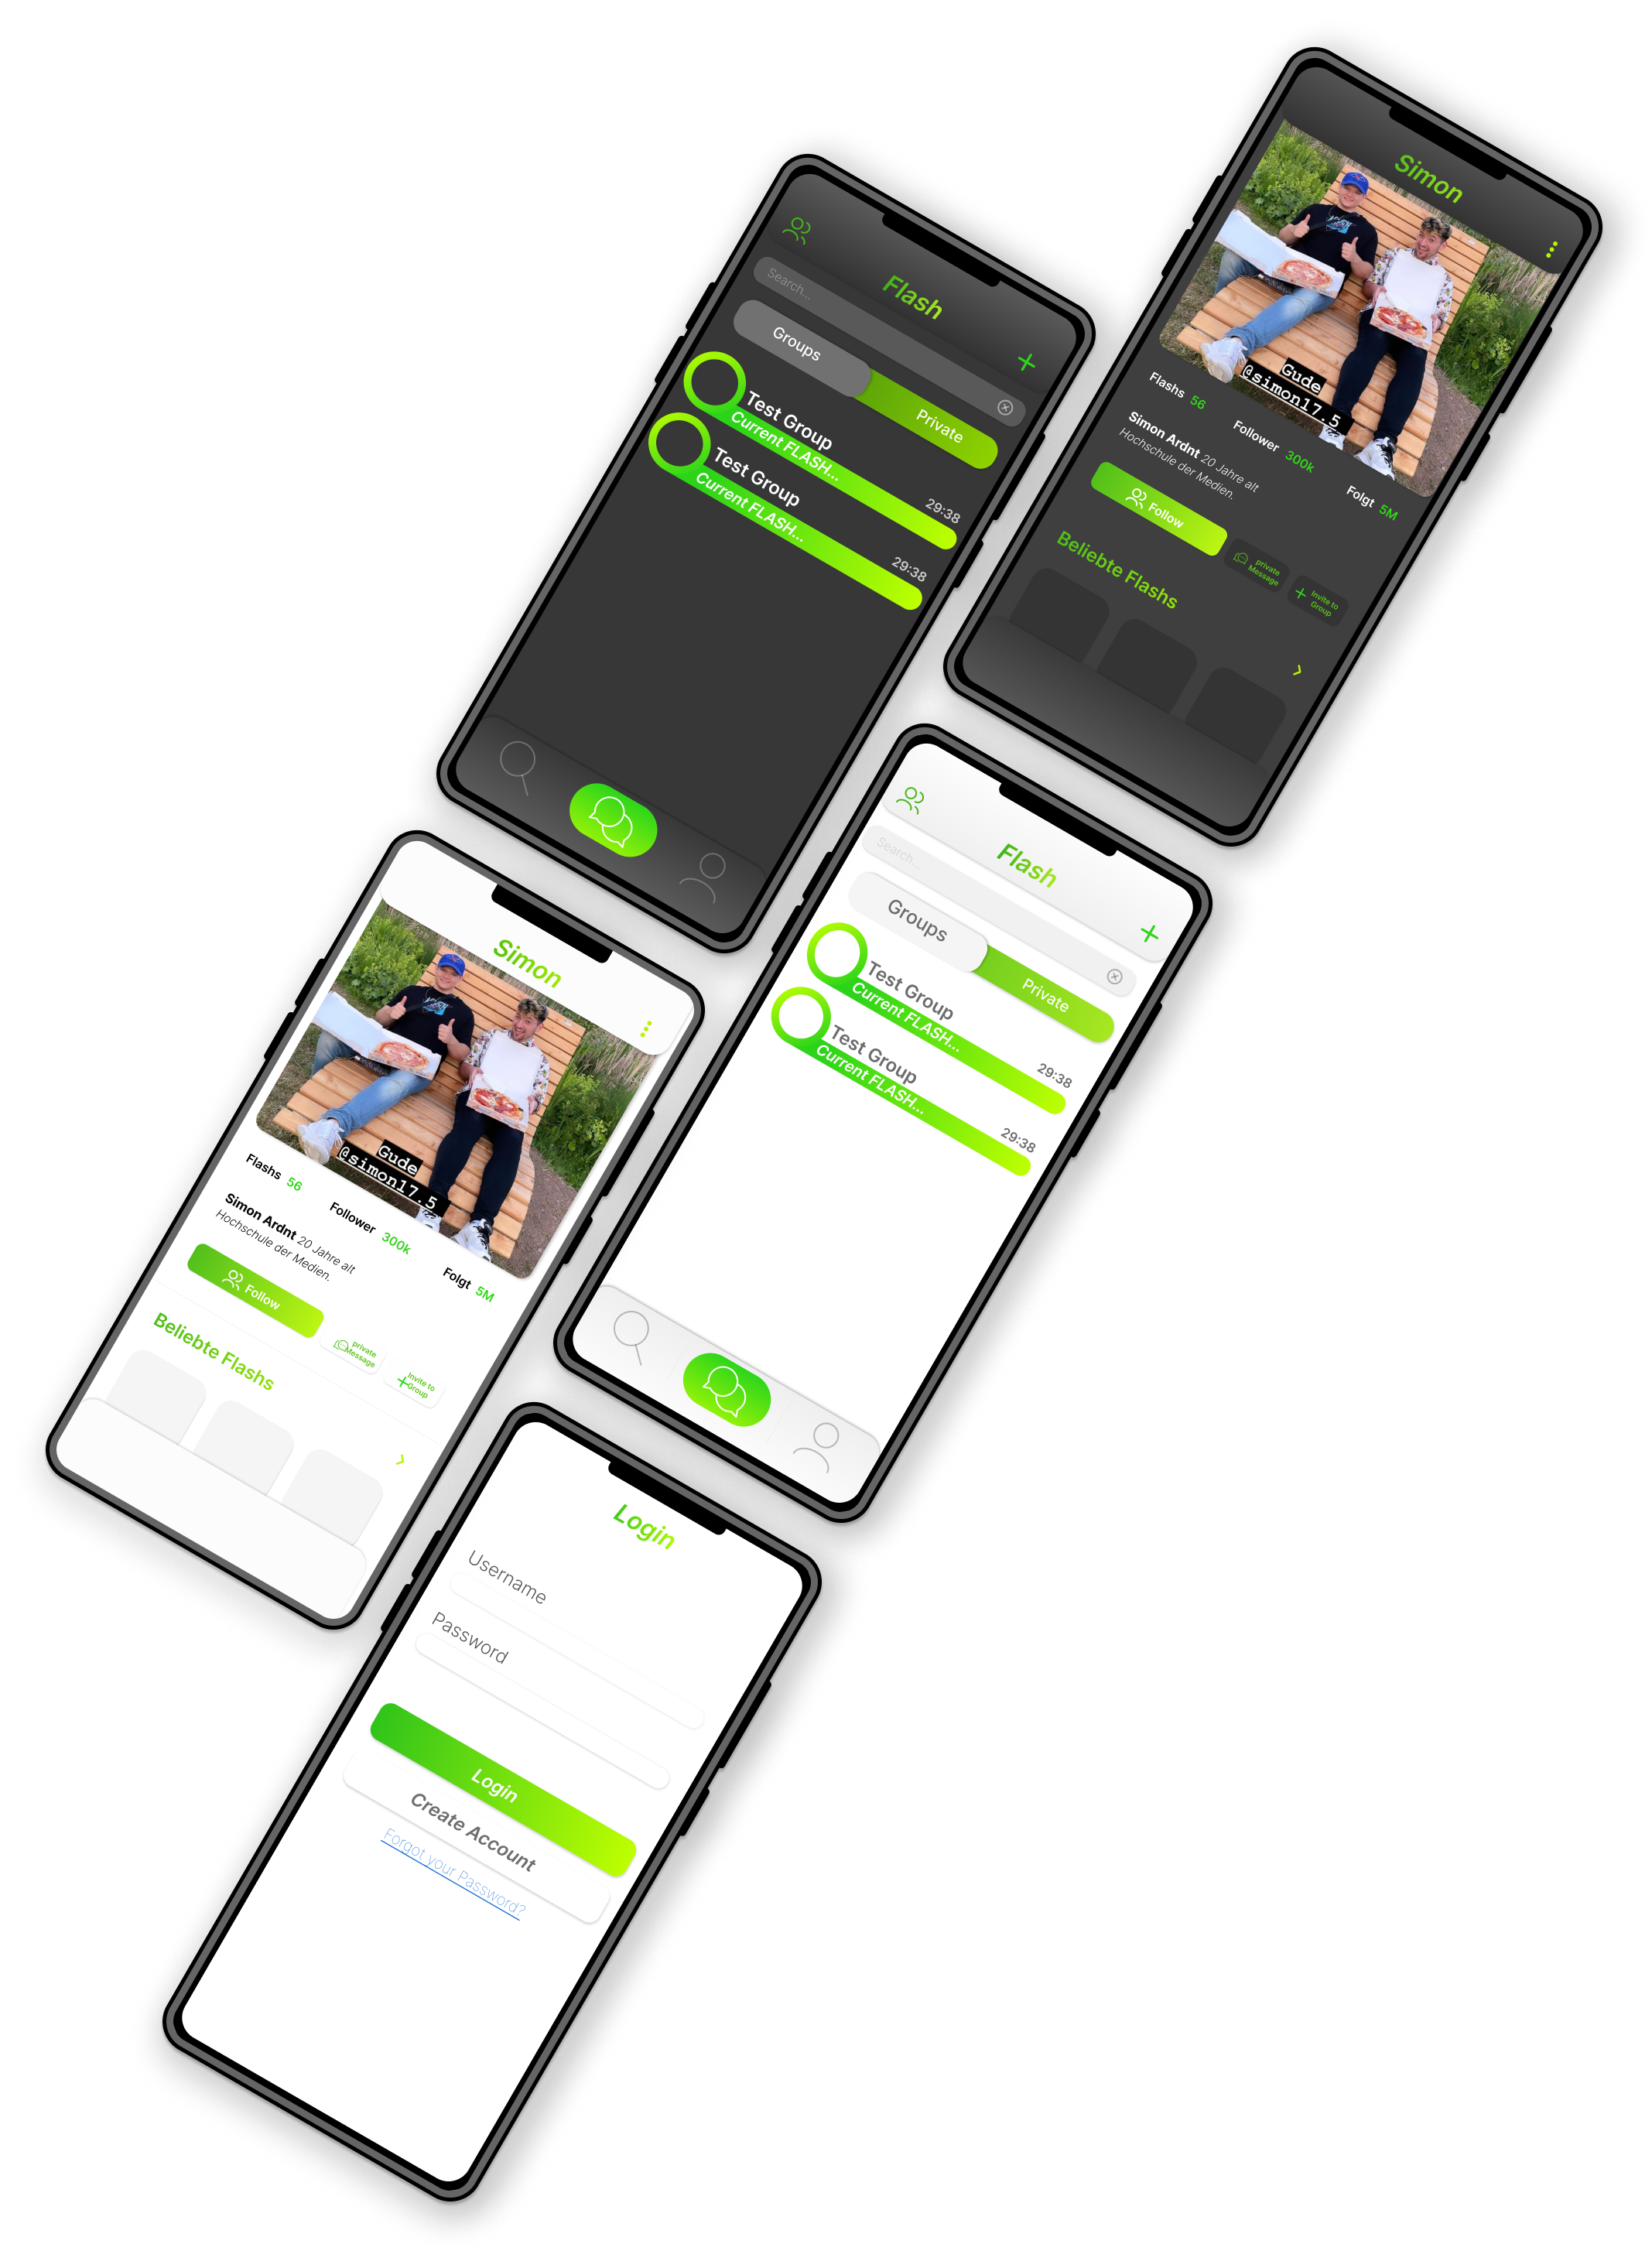 Simon
Gude
@simon17.5
Flashs 56
Follower 300k
Folgt 5M
Simon Ardnt 20 Jahre alt
Hochschule der Medien.
Follow
private
Message
Invite to
Group
Beliebte Flashs
Flash
Search...
Groups
Private
Test Group
Current FLASH...
29:38
Test Group
Current FLASH...
29:38
Flash
Search...
Groups
Private
Test Group
Current FLASH...
29:38
Test Group
Current FLASH...
29:38
Simon
Gude
@simon17.5
Flashs 56
Follower 300k
Folgt 5M
Simon Ardnt 20 Jahre alt
Hochschule der Medien.
Follow
private
Message
Invite to
Group
Beliebte Flashs
Login
Username
Password
Login
Create Account
Forgot your Password?